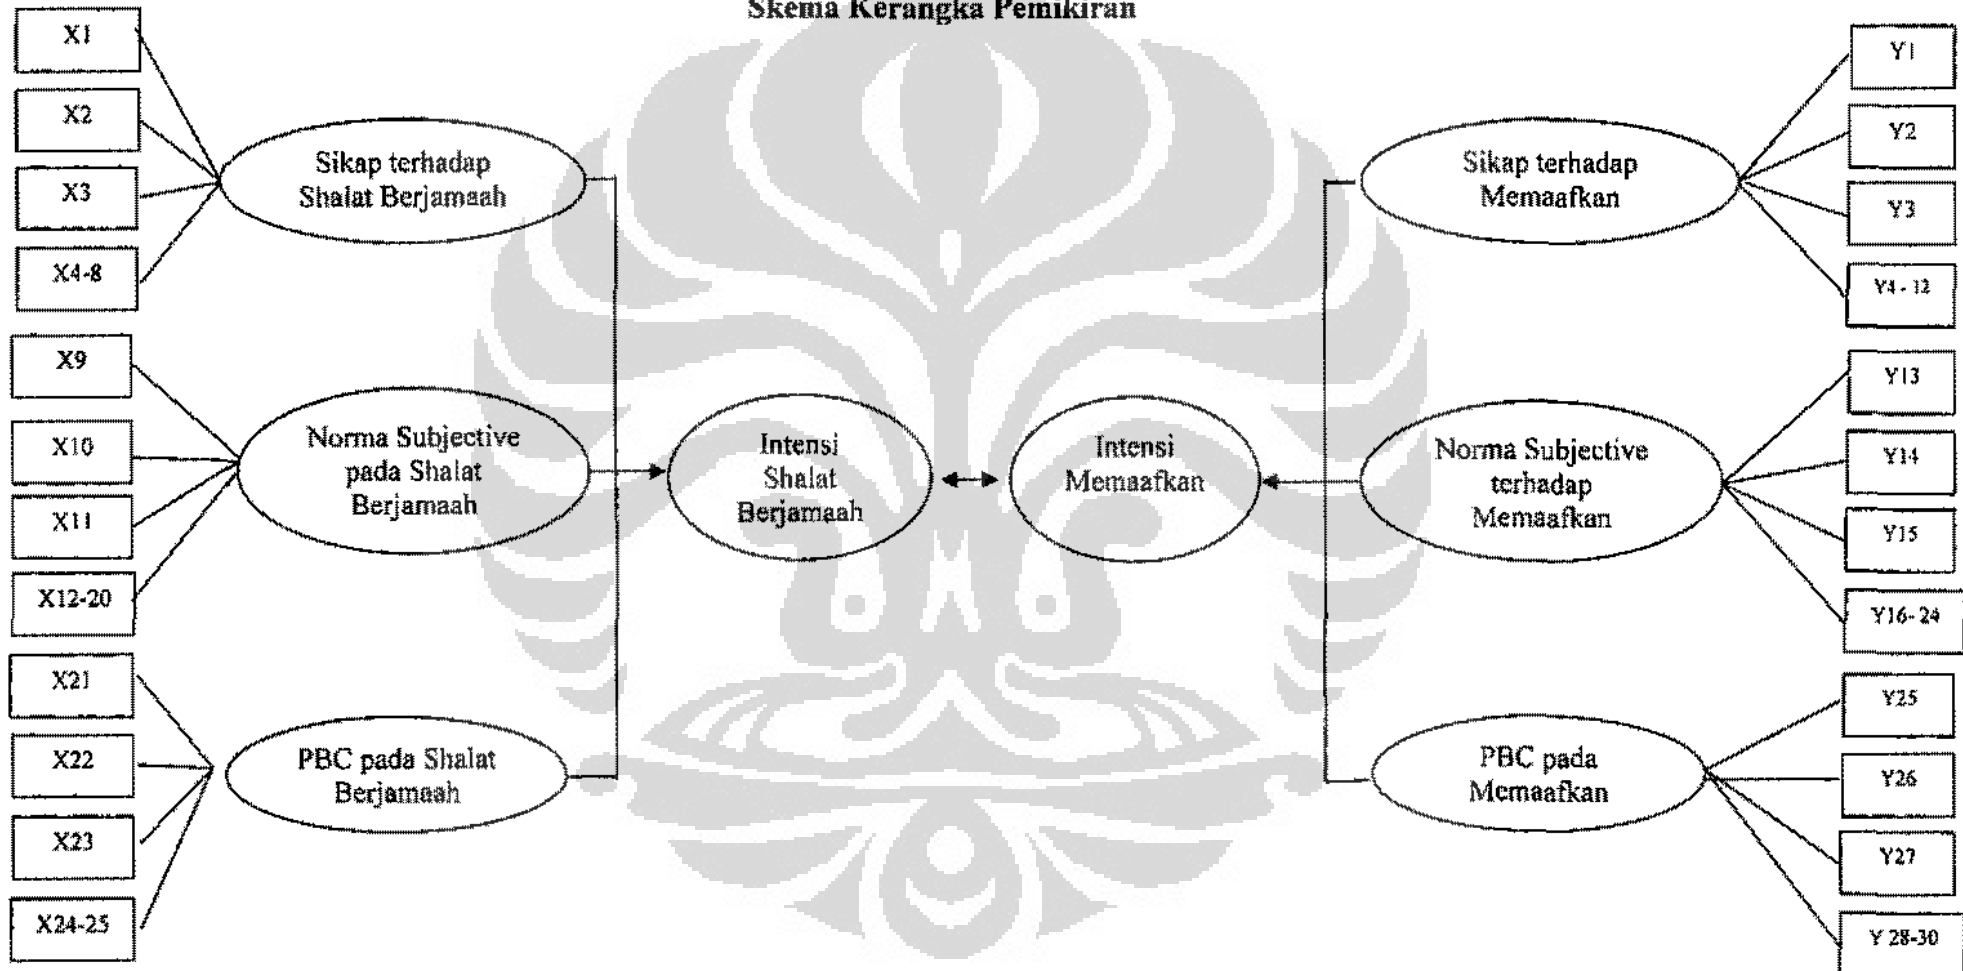 Skema Kerangka Pemikiran
X1
X2
X3
X4-8
X9
X10
X11
X12-20
X21
X22
X23
X24-25
Sikap terhadap
Shalat Berjamaah
Norma Subjective
pada Shalat
Berjamaah
PBC pada Shalat
Berjamaah
Intensi
Shalat
Berjamaah
Intensi
Memaafkan
Sikap terhadap
Memaafkan
Norma Subjective
terhadap
Memaafkan
PBC pada
Memaafkan
Y1
Y2
Y3
Y4 - 12
Y13
Y14
Y15
Y16- 24
Y25
Y26
Y27
Y 28-30